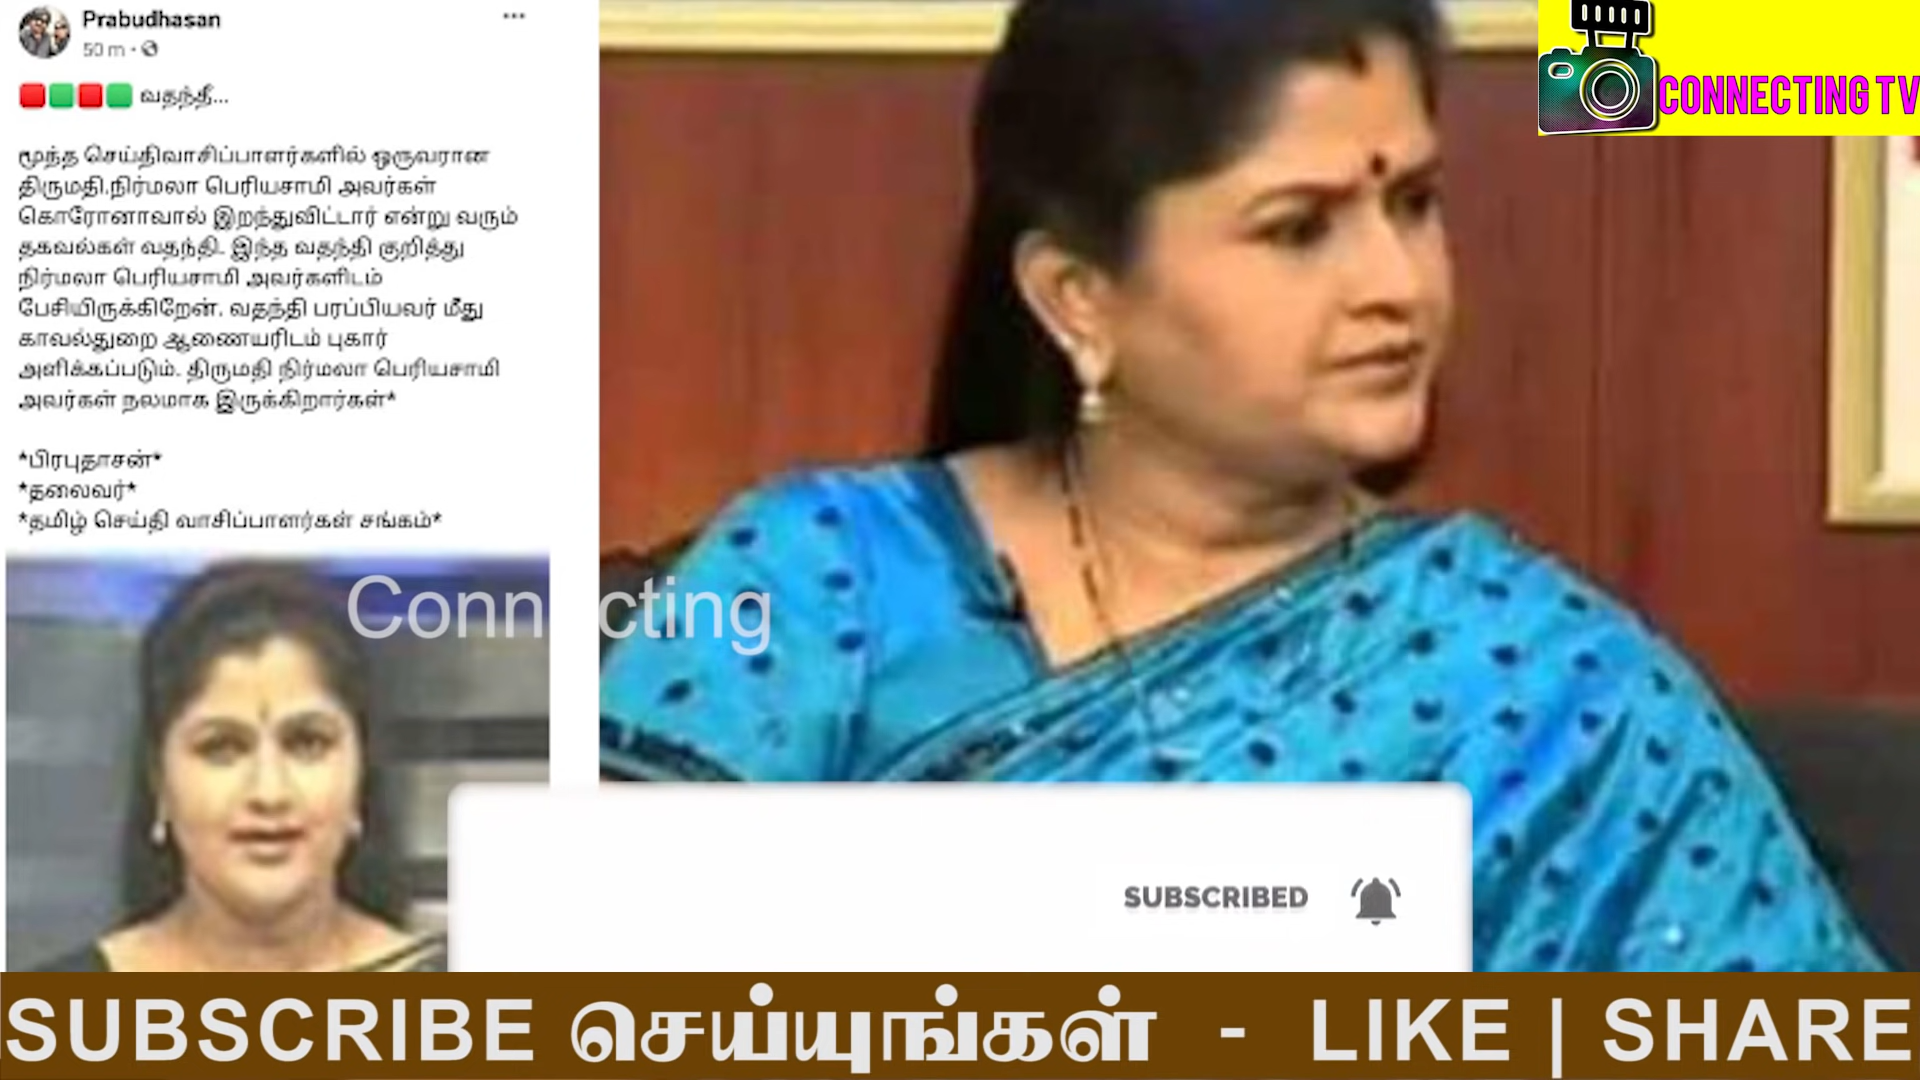 Prabudhasan
50 m
வதந்தீ...
மூந்த செய்திவாசிப்பாளர்களில் ஒருவரான
திருமதி.நிர்மலா பெரியசாமி அவர்கள்
கொரோனாவால் இறந்துவிட்டார் என்று வரும்
தகவல்கள் வதந்தி. இந்த வதந்தி குறித்து
நிர்மலா பெரியசாமி அவர்களிடம்
பேசியிருக்கிறேன். வதந்தி பரப்பியவர் மீது
காவல்துறை ஆணையரிடம் புகார்
அளிக்கப்படும். திருமதி நிர்மலா பெரியசாமி
அவர்கள் நலமாக இருக்கிறார்கள்*
*பிரபுதாசன்*
*தலைவர்*
*தமிழ் செய்தி வாசிப்பாளர்கள் சங்கம்*
CONNECTING TV
Connecting
SUBSCRIBED
SUBSCRIBE செய்யுங்கள் - LIKE | SHARE